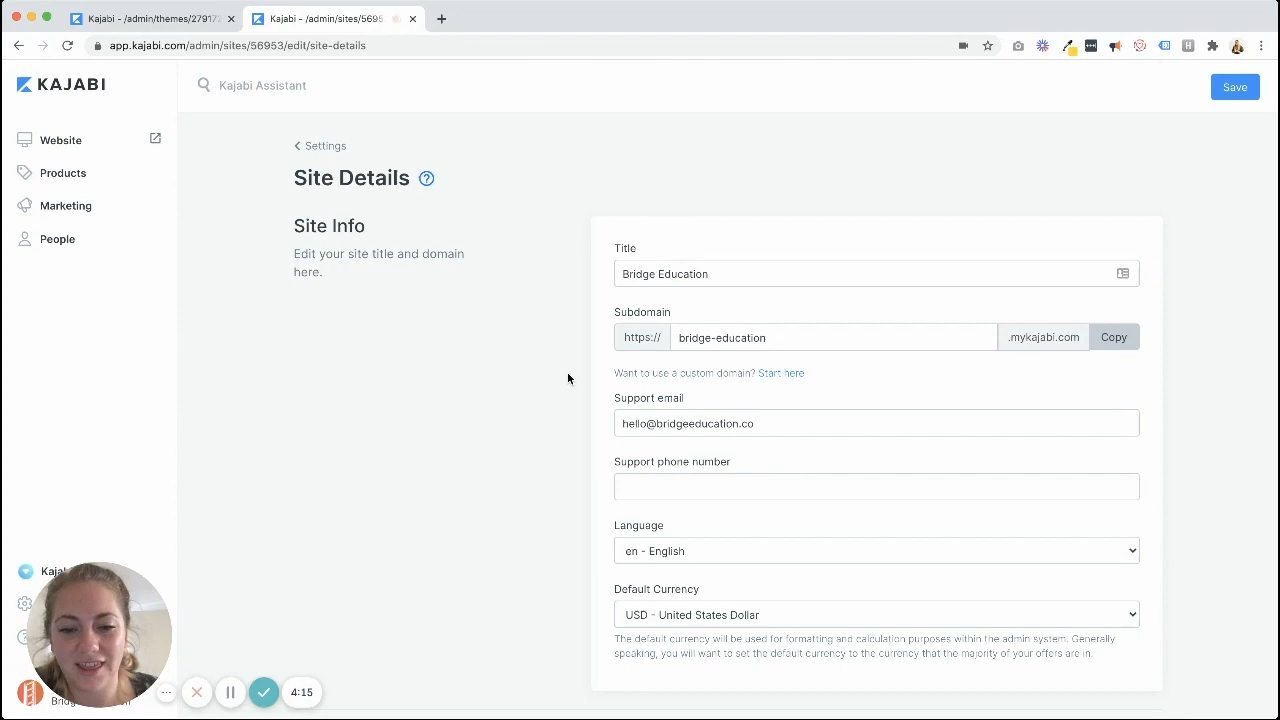 Kajabi - /admin/themes/27917
Kajabi - /admin/sites/5695
app.kajabi.com/admin/sites/56953/edit/site-details
KAJABI
Kajabi Assistant
Save
Website
Products
Marketing
People
Settings
Site Details
Site Info
Edit your site title and domain
here.
Title
Bridge Education
Subdomain
https://
bridge-education
.mykajabi.com
Copy
Want to use a custom domain? Start here
Support email
hello@bridgeeducation.co
Support phone number
Language
en - English
Default Currency
USD - United States Dollar
The default currency will be used for formatting and calculation purposes within the admin system. Generally
speaking, you will want to set the default currency to the currency that the majority of your offers are in.
4:15